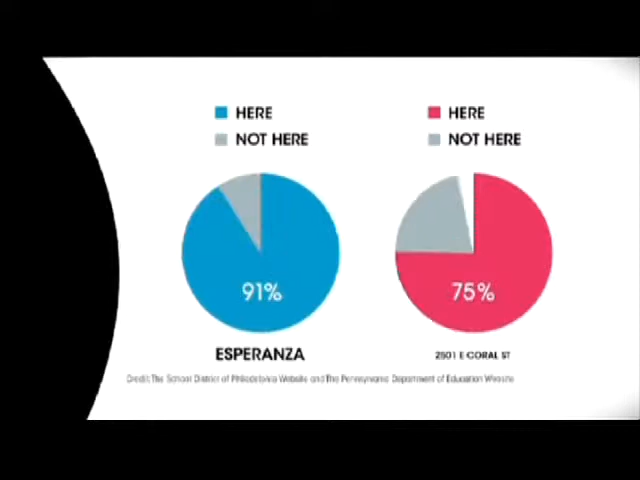 HERE
NOT HERE
HERE
NOT HERE
91%
75%
ESPERANZA
2501 E CORAL ST
Credit: The School District of Philadelphia Website and The Pennsylvania Department of Education Website